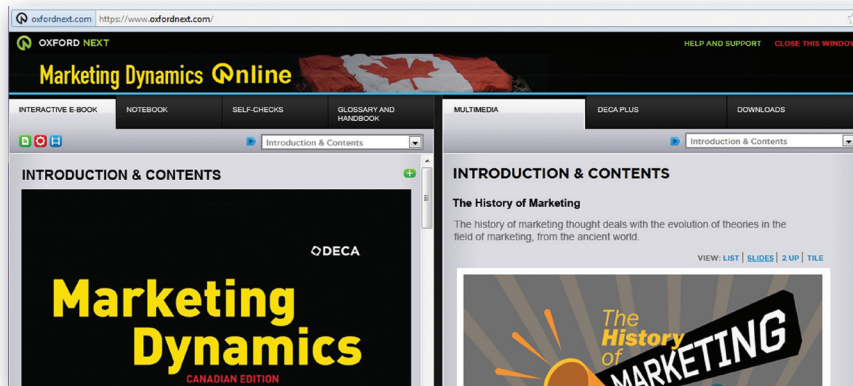 oxfordnext.com https://www.oxfordnext.com/
OXFORD NEXT
HELP AND SUPPORT CLOSE THIS WINDOW
Marketing Dynamics Online
INTERACTIVE E-BOOK
NOTEBOOK
SELF-CHECKS
GLOSSARY AND
HANDBOOK
Introduction & Contents
INTRODUCTION & CONTENTS
DECA
Marketing
Dynamics
CANADIAN EDITION
MULTIMEDIA
DECA PLUS
DOWNLOADS
Introduction & Contents
INTRODUCTION & CONTENTS
The History of Marketing
The history of marketing thought deals with the evolution of theories in the
field of marketing, from the ancient world.
VIEW: LIST | SLIDES | 2 UP | TILE
The
History
of
MARKETING